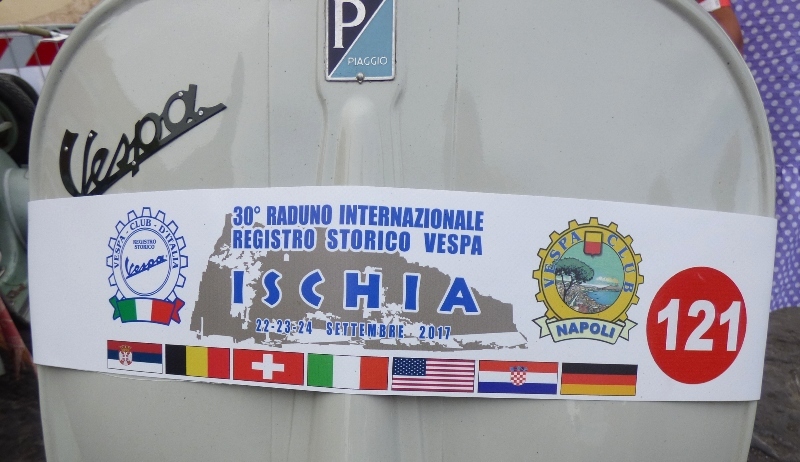 P
PIAGGIO
Vespa
VESPA - CLUB - D'ITALIA
REGISTRO
STORICO
Vespa
30° RADUNO INTERNAZIONALE
REGISTRO STORICO VESPA
ISCHIA
22-23-24 SETTEMBRE 2017
VESPA CLUB
NAPOLI
121